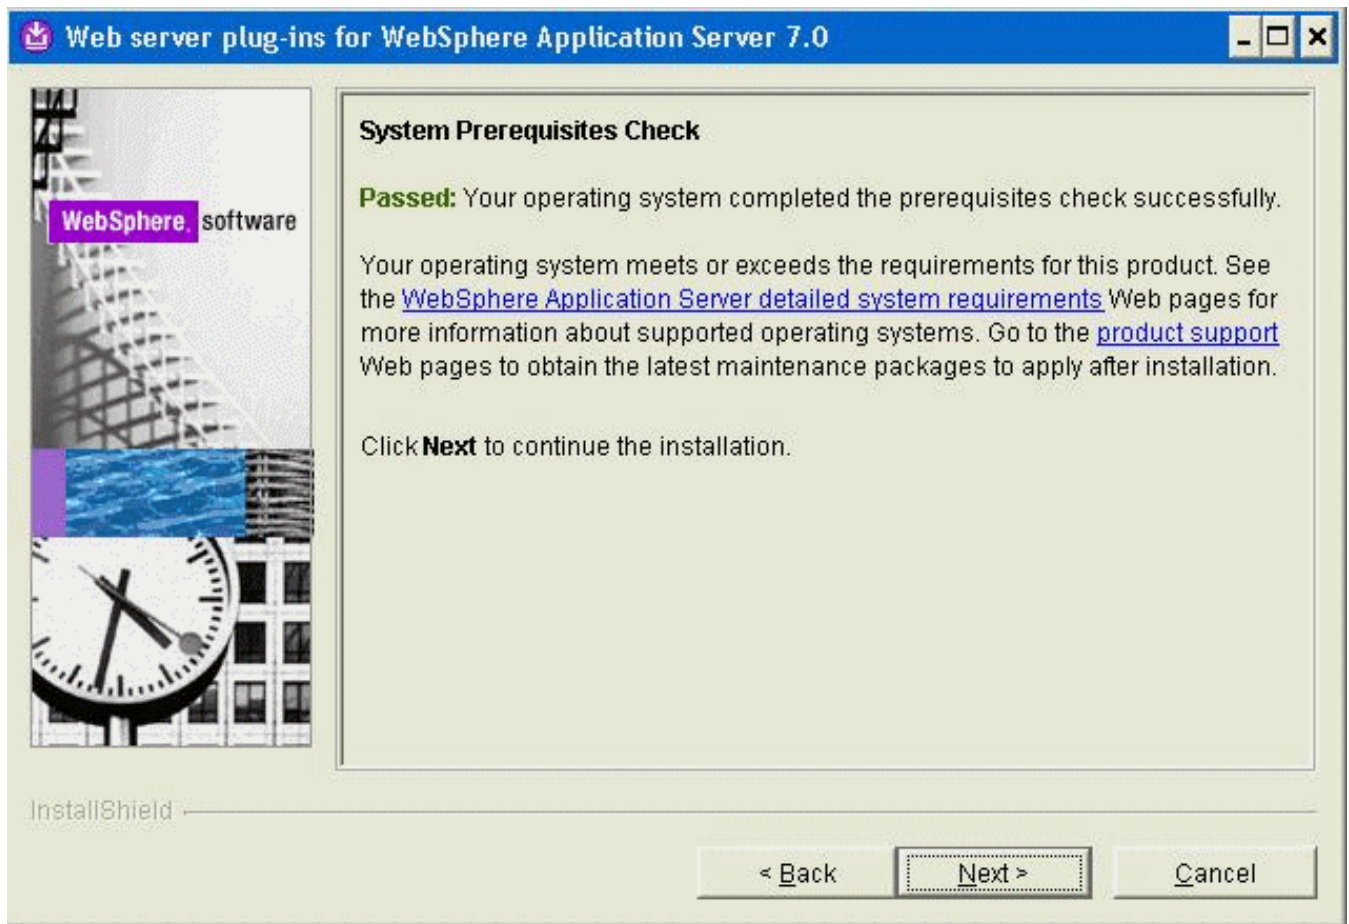 Web server plug-ins for WebSphere Application Server 7.0
WebSphere. software
System Prerequisites Check
Passed: Your operating system completed the prerequisites check successfully.
Your operating system meets or exceeds the requirements for this product. See
the WebSphere Application Server detailed system requirements Web pages for
more information about supported operating systems. Go to the product support
Web pages to obtain the latest maintenance packages to apply after installation.
Click Next to continue the installation.
InstallShield
< Back
Next >
Cancel